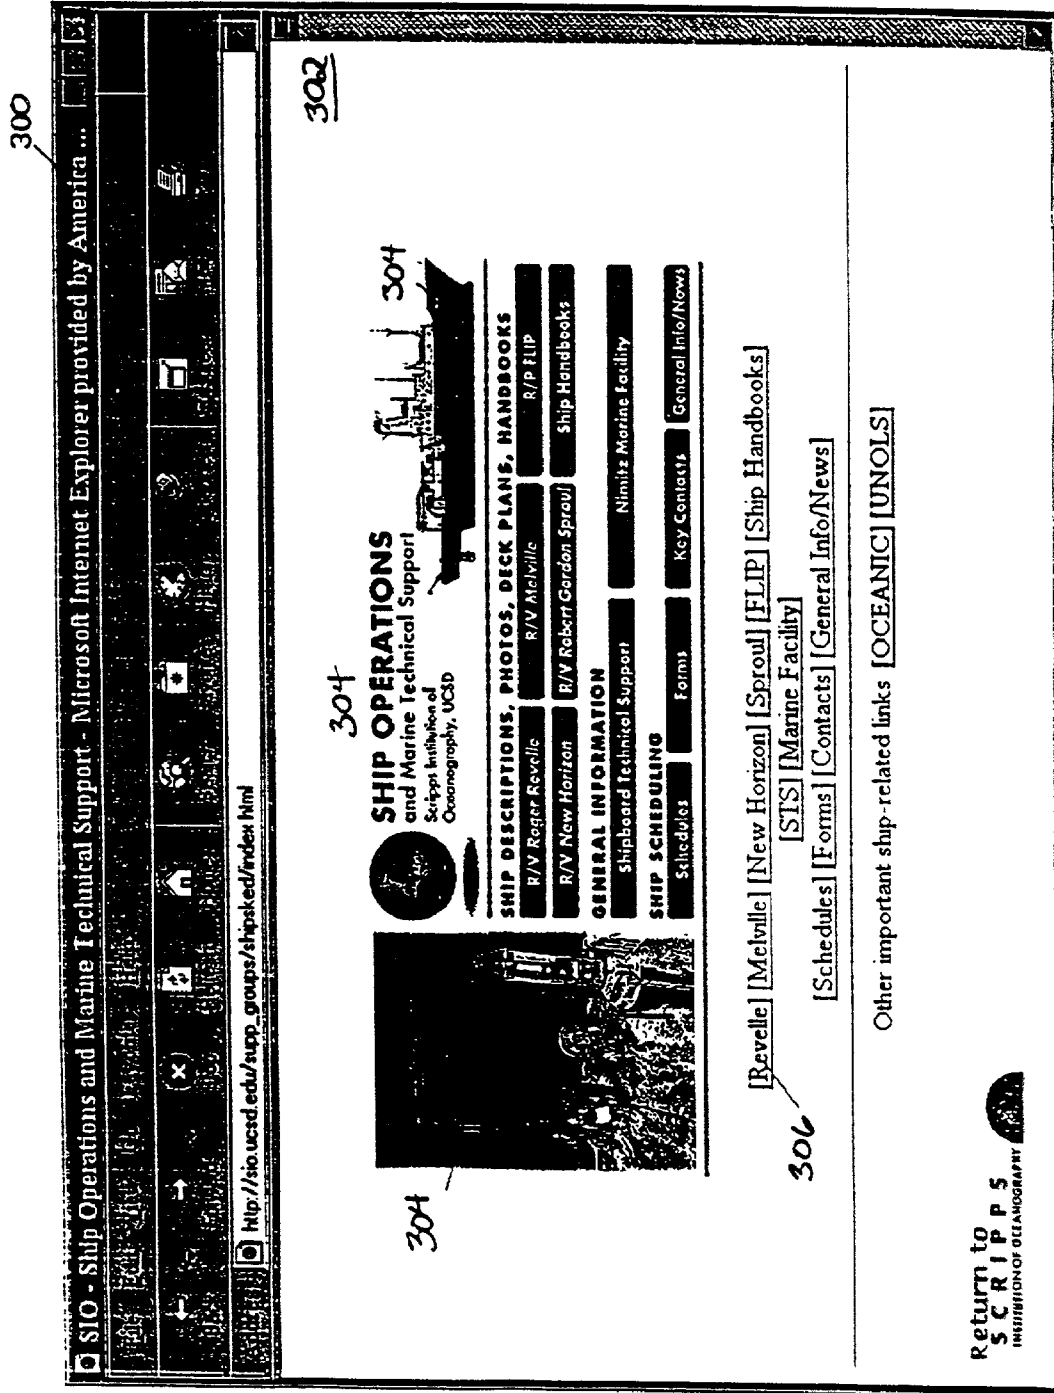 300
SIO - Ship Operations and Marine Technical Support - Microsoft Internet Explorer provided by America ...
http://sio.ucsd.edu/supp_groups/shipsked/index.html
302
304
304
304
SHIP OPERATIONS
and Marine Technical Support
Scripps Institution of
Oceanography, UCSD
SHIP DESCRIPTIONS, PHOTOS, DECK PLANS, HANDBOOKS
R/V Roger Revelle R/V Melville R/P FLIP
R/V New Horizon R/V Robert Gordon Sproul Ship Handbooks
GENERAL INFORMATION
Shipboard Technical Support Nimitz Marine Facility
SHIP SCHEDULING
Schedules Forms Key Contacts General Info/News
[Revelle] [Melville] [New Horizon] [Sproul] [FLIP] [Ship Handbooks]
[STS] [Marine Facility]
[Schedules] [Forms] [Contacts] [General Info/News]
306
Other important ship-related links [OCEANIC] [UNOLS]
Return to
SCRIPPS
INSTITUTION OF OCEANOGRAPHY